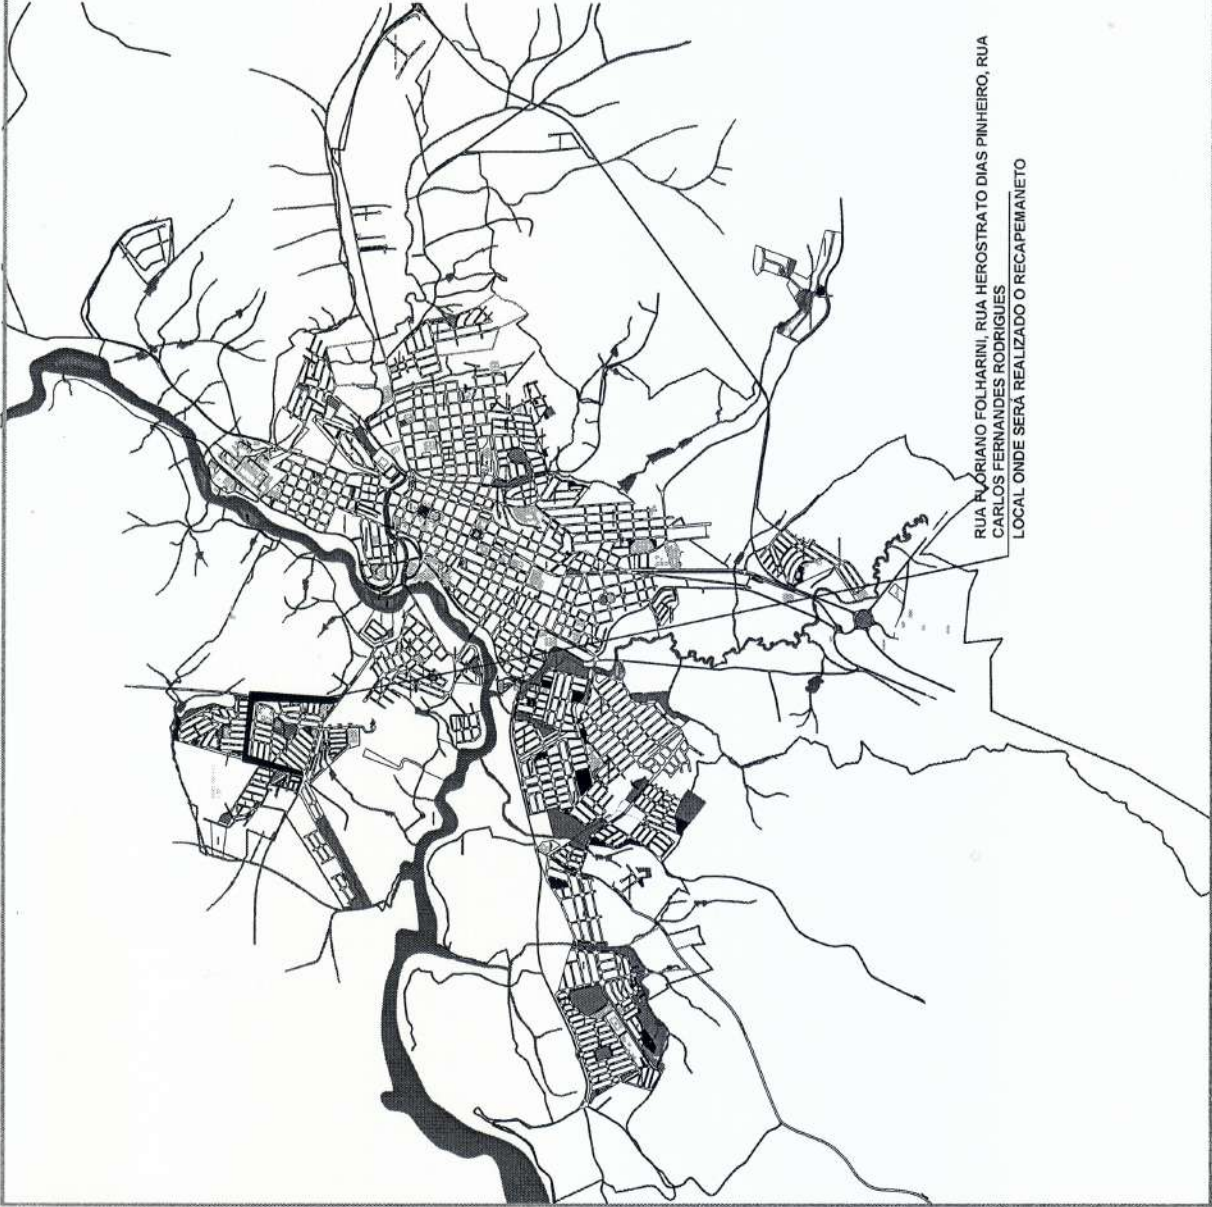 RUA FLORIANO FOLHARINI, RUA HEROSTRATO DIAS PINHEIRO, RUA
CARLOS FERNANDES RODRIGUES
LOCAL ONDE SERÁ REALIZADO O RECAPEMANETO